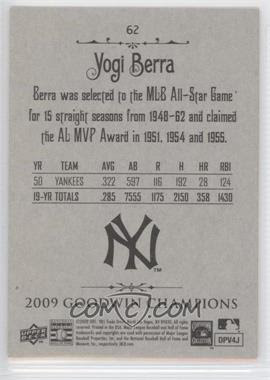 62
Yogi Berra
Berra was selected to the MLB All-Star Game
for 15 straight seasons from 1948-62 and claimed
the AL MVP Award in 1951, 1954 and 1955.
YR TEAM AVG AB R H HR RBI
50 YANKEES .322 597 116 192 28 124
19-YR TOTALS .285 7555 1175 2150 358 1430
NY
2009 GOODWIN CHAMPIONS
UPPER DECK
DPV4J